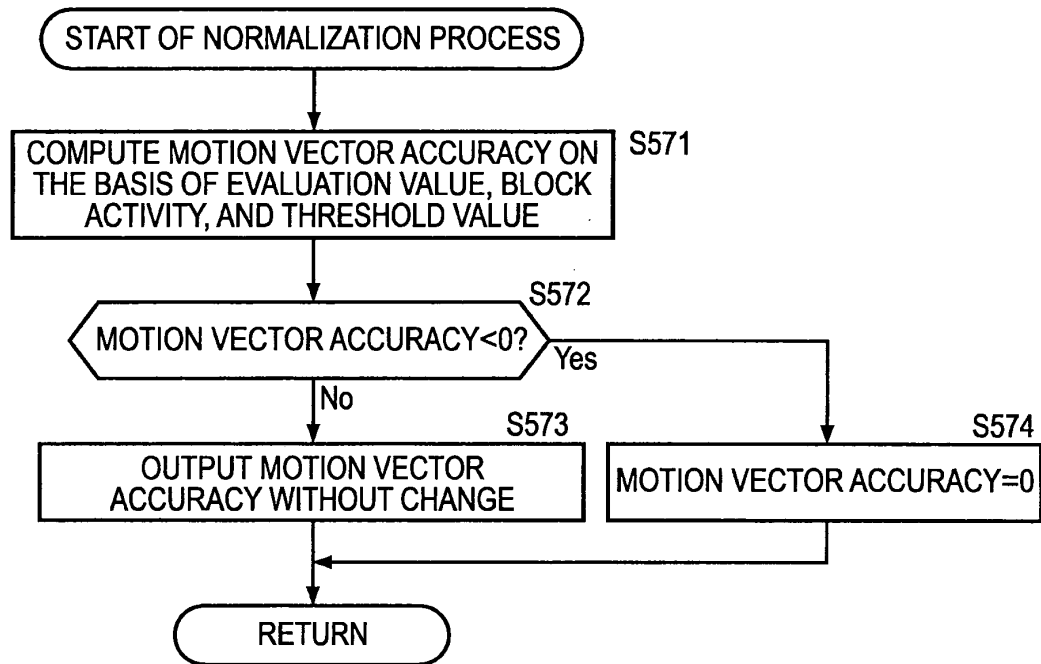 START OF NORMALIZATION PROCESS
S571
COMPUTE MOTION VECTOR ACCURACY ON
THE BASIS OF EVALUATION VALUE, BLOCK
ACTIVITY, AND THRESHOLD VALUE
S572
MOTION VECTOR ACCURACY<0?
Yes
No
S573
OUTPUT MOTION VECTOR
ACCURACY WITHOUT CHANGE
S574
MOTION VECTOR ACCURACY=0
RETURN